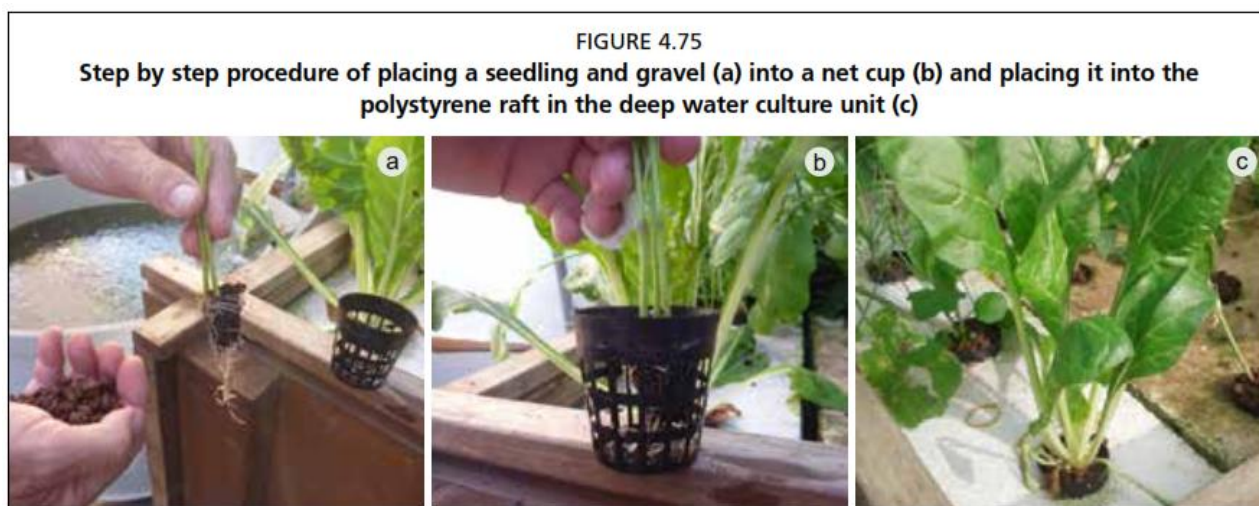 FIGURE 4.75
Step by step procedure of placing a seedling and gravel (a) into a net cup (b) and placing it into the
polystyrene raft in the deep water culture unit (c)
a
b
c